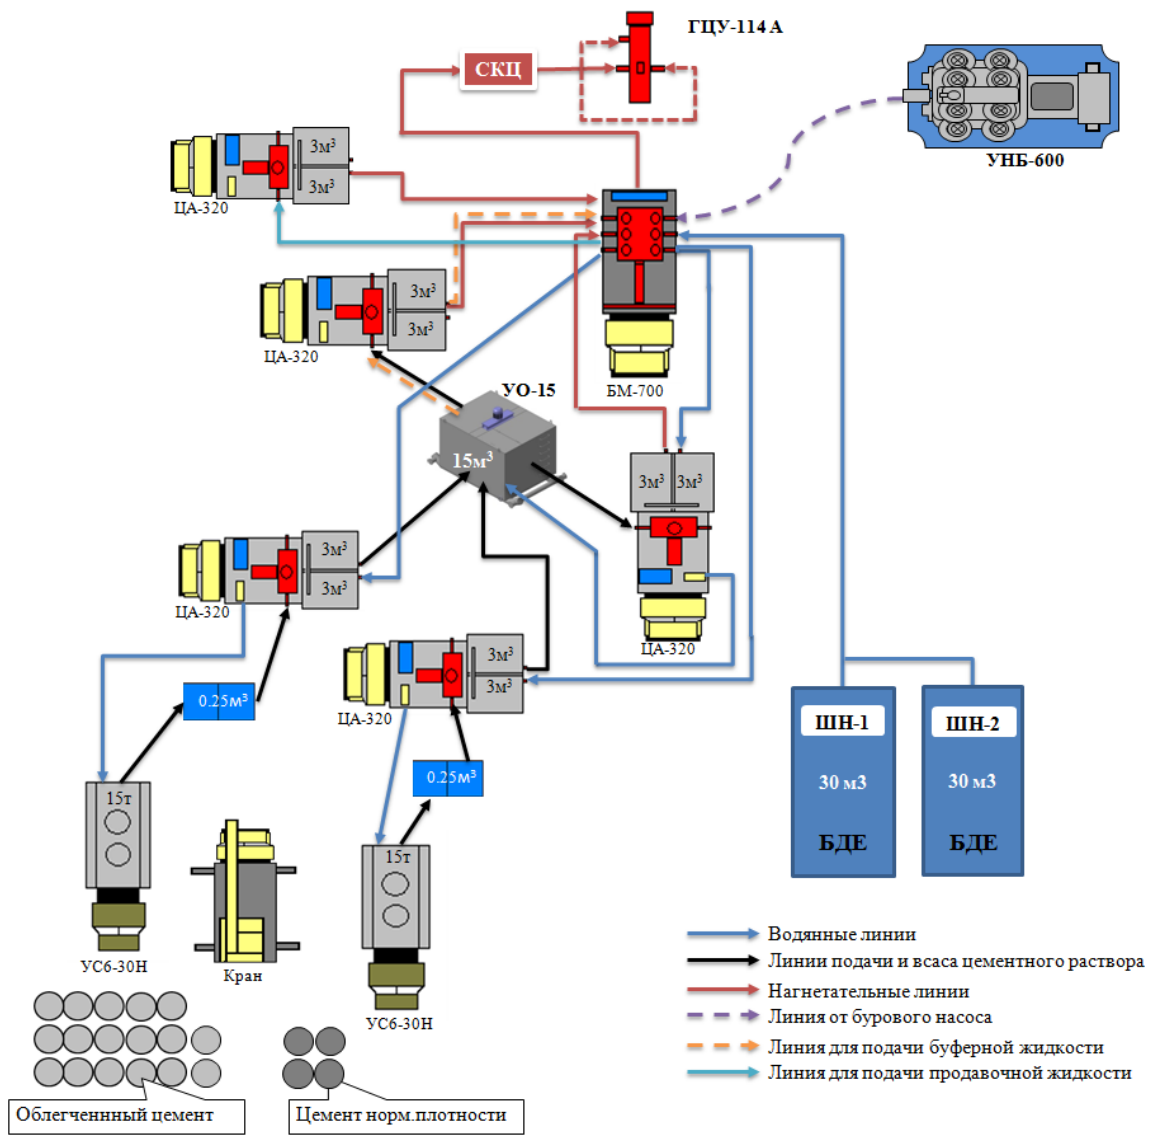 ГЦУ-114 А
СКЦ
УНБ-600
3м³
3м³
ЦА-320
3м³
3м³
ЦА-320
БМ-700
УО-15
15м³
3м³ 3м³
ЦА-320
3м³
3м³
ЦА-320
3м³
3м³
ЦА-320
0.25м³
0.25м³
ШН-1
30 м3
БДЕ
ШН-2
30 м3
БДЕ
15т
УС6-30Н
Кран
15т
УС6-30Н
Облегченнный цемент
Цемент норм.плотности
Водянные линии
Линии подачи и всаса цементного раствора
Нагнетательные линии
Линия от бурового насоса
Линия для подачи буферной жидкости
Линия для подачи продавочной жидкости